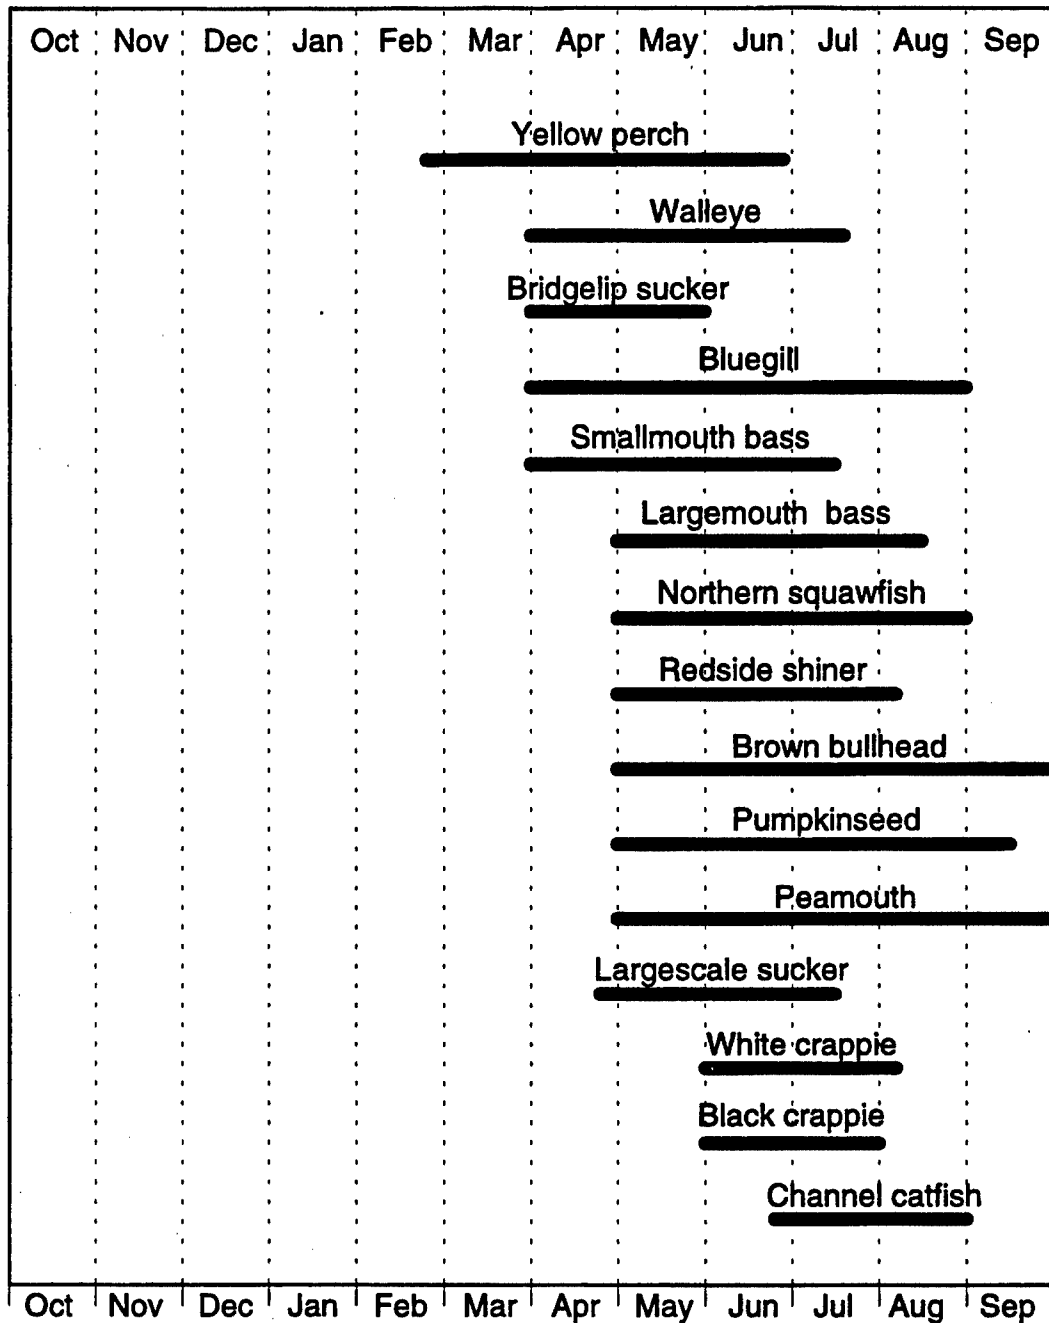 Oct Nov Dec Jan Feb Mar Apr May Jun Jul Aug Sep
Yellow perch
Walleye
Bridgelip sucker
Bluegill
Smallmouth bass
Largemouth bass
Northern squawfish
Redside shiner
Brown bullhead
Pumpkinseed
Peamouth
Largescale sucker
White crappie
Black crappie
Channel catfish
Oct Nov Dec Jan Feb Mar Apr May Jun Jul Aug Sep